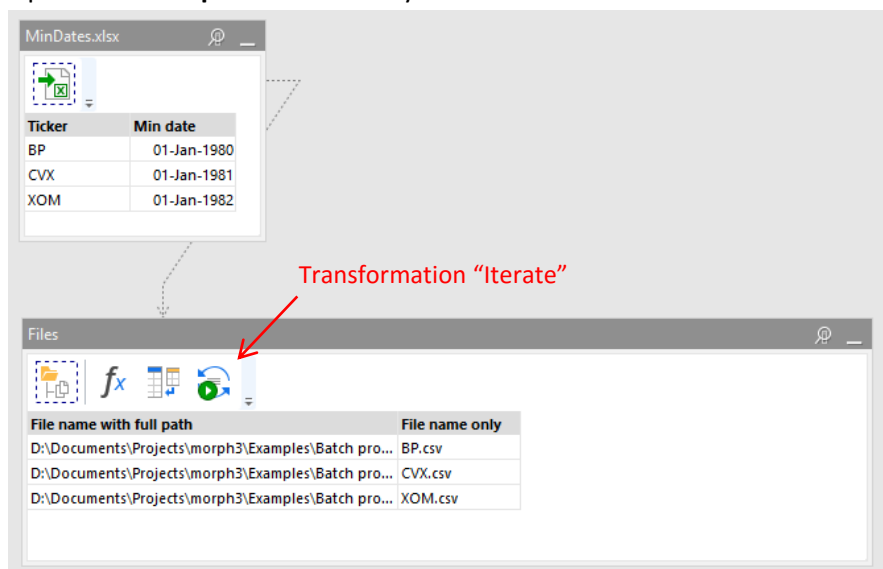 MinDates.xlsx
Ticker Min date
BP 01-Jan-1980
CVX 01-Jan-1981
XOM 01-Jan-1982
Transformation “Iterate”
Files
fx
File name with full path File name only
D:\Documents\Projects\morph3\Examples\Batch pro... BP.csv
D:\Documents\Projects\morph3\Examples\Batch pro... CVX.csv
D:\Documents\Projects\morph3\Examples\Batch pro... XOM.csv